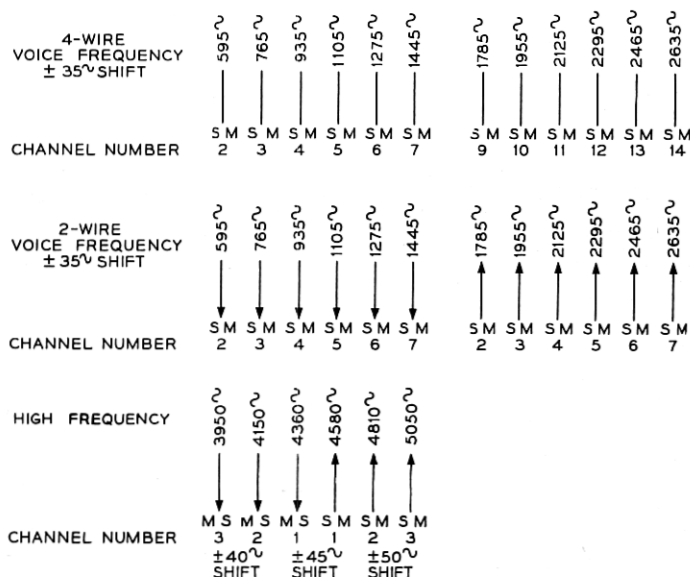 4-WIRE
VOICE FREQUENCY
± 35~ SHIFT
595~ 765~ 935~ 1105~ 1275~ 1445~ 1785~ 1955~ 2125~ 2295~ 2465~ 2635~
S M S M S M S M S M S M S M S M S M S M S M S M
CHANNEL NUMBER 2 3 4 5 6 7 9 10 11 12 13 14
2-WIRE
VOICE FREQUENCY
± 35~ SHIFT
595~ 765~ 935~ 1105~ 1275~ 1445~ 1785~ 1955~ 2125~ 2295~ 2465~ 2635~
S M S M S M S M S M S M S M S M S M S M S M S M
CHANNEL NUMBER 2 3 4 5 6 7 2 3 4 5 6 7
HIGH FREQUENCY 3950~ 4150~ 4360~ 4580~ 4810~ 5050~
M S M S M S S M S M S M
CHANNEL NUMBER 3 2 1 1 2 3
±40~ ±45~ ±50~
SHIFT SHIFT SHIFT